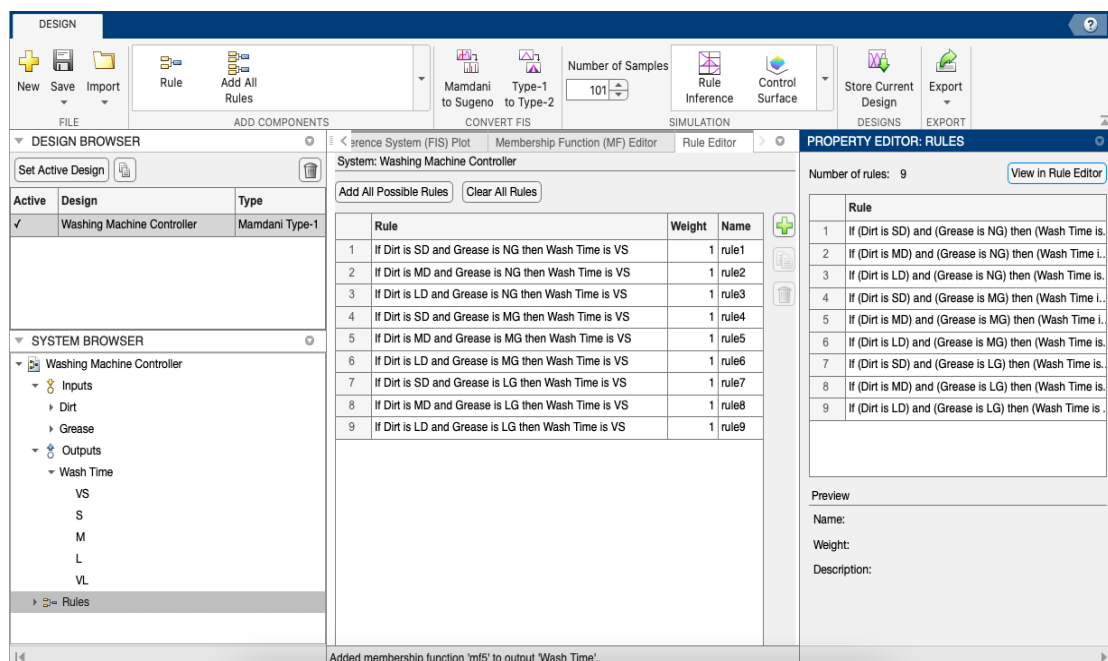 DESIGN
?
New
Save
Import
Rule
Add All
Rules
Mamdani
to Sugeno
Type-1
to Type-2
Number of Samples
101
Rule
Inference
Control
Surface
Store Current
Design
Export
FILE
ADD COMPONENTS
CONVERT FIS
SIMULATION
DESIGNS
EXPORT
DESIGN BROWSER
Set Active Design
Active Design Type
✓ Washing Machine Controller Mamdani Type-1
SYSTEM BROWSER
Washing Machine Controller
Inputs
Dirt
Grease
Outputs
Wash Time
VS
S
M
L
VL
Rules
erence System (FIS) Plot
Membership Function (MF) Editor
Rule Editor
System: Washing Machine Controller
Add All Possible Rules
Clear All Rules
Rule Weight Name
1 If Dirt is SD and Grease is NG then Wash Time is VS 1 rule1
2 If Dirt is MD and Grease is NG then Wash Time is VS 1 rule2
3 If Dirt is LD and Grease is NG then Wash Time is VS 1 rule3
4 If Dirt is SD and Grease is MG then Wash Time is VS 1 rule4
5 If Dirt is MD and Grease is MG then Wash Time is VS 1 rule5
6 If Dirt is LD and Grease is MG then Wash Time is VS 1 rule6
7 If Dirt is SD and Grease is LG then Wash Time is VS 1 rule7
8 If Dirt is MD and Grease is LG then Wash Time is VS 1 rule8
9 If Dirt is LD and Grease is LG then Wash Time is VS 1 rule9
Added membership function 'mf5' to output 'Wash Time'.
PROPERTY EDITOR: RULES
Number of rules: 9
View in Rule Editor
Rule
1 If (Dirt is SD) and (Grease is NG) then (Wash Time is.
2 If (Dirt is MD) and (Grease is NG) then (Wash Time i..
3 If (Dirt is LD) and (Grease is NG) then (Wash Time is.
4 If (Dirt is SD) and (Grease is MG) then (Wash Time i..
5 If (Dirt is MD) and (Grease is MG) then (Wash Time i..
6 If (Dirt is LD) and (Grease is MG) then (Wash Time is.
7 If (Dirt is SD) and (Grease is LG) then (Wash Time is..
8 If (Dirt is MD) and (Grease is LG) then (Wash Time is.
9 If (Dirt is LD) and (Grease is LG) then (Wash Time is .
Preview
Name:
Weight:
Description: